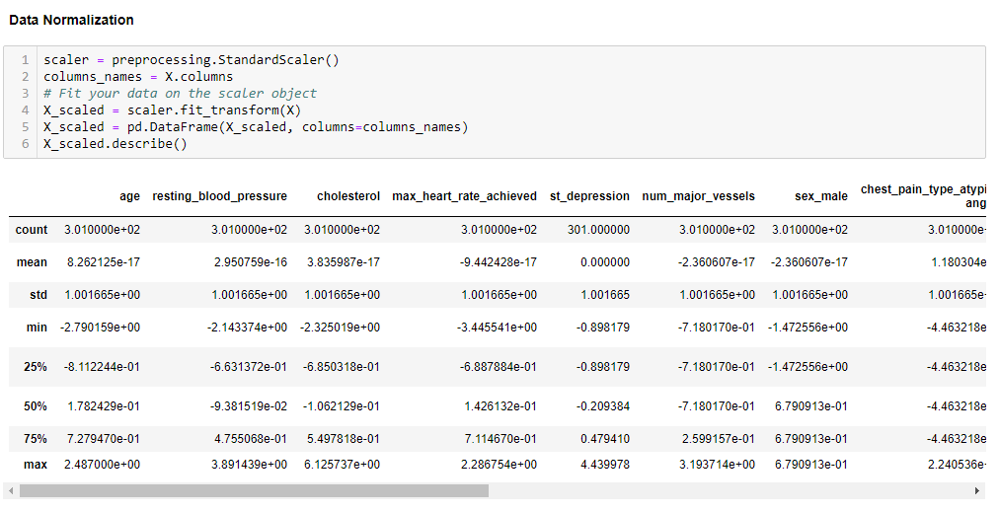 Data Normalization
1 scaler = preprocessing.StandardScaler()
2 columns_names = X.columns
3 # Fit your data on the scaler object
4 X_scaled = scaler.fit_transform(X)
5 X_scaled = pd.DataFrame(X_scaled, columns=columns_names)
6 X_scaled.describe()
age resting_blood_pressure cholesterol max_heart_rate_achieved st_depression num_major_vessels sex_male chest_pain_type_atypi
ang
count 3.010000e+02 3.010000e+02 3.010000e+02 3.010000e+02 301.000000 3.010000e+02 3.010000e+02 3.010000e
mean 8.262125e-17 2.950759e-16 3.835987e-17 -9.442428e-17 0.000000 -2.360607e-17 -2.360607e-17 1.180304e
std 1.001665e+00 1.001665e+00 1.001665e+00 1.001665e+00 1.001665 1.001665e+00 1.001665e+00 1.001665e
min -2.790159e+00 -2.143374e+00 -2.325019e+00 -3.445541e+00 -0.898179 -7.180170e-01 -1.472556e+00 -4.463218e
25% -8.112244e-01 -6.631372e-01 -6.850318e-01 -6.887884e-01 -0.898179 -7.180170e-01 -1.472556e+00 -4.463218e
50% 1.782429e-01 -9.381519e-02 -1.062129e-01 1.426132e-01 -0.209384 -7.180170e-01 6.790913e-01 -4.463218e
75% 7.279470e-01 4.755068e-01 5.497818e-01 7.114670e-01 0.479410 2.599157e-01 6.790913e-01 -4.463218e
max 2.487000e+00 3.891439e+00 6.125737e+00 2.286754e+00 4.439978 3.193714e+00 6.790913e-01 2.240536e